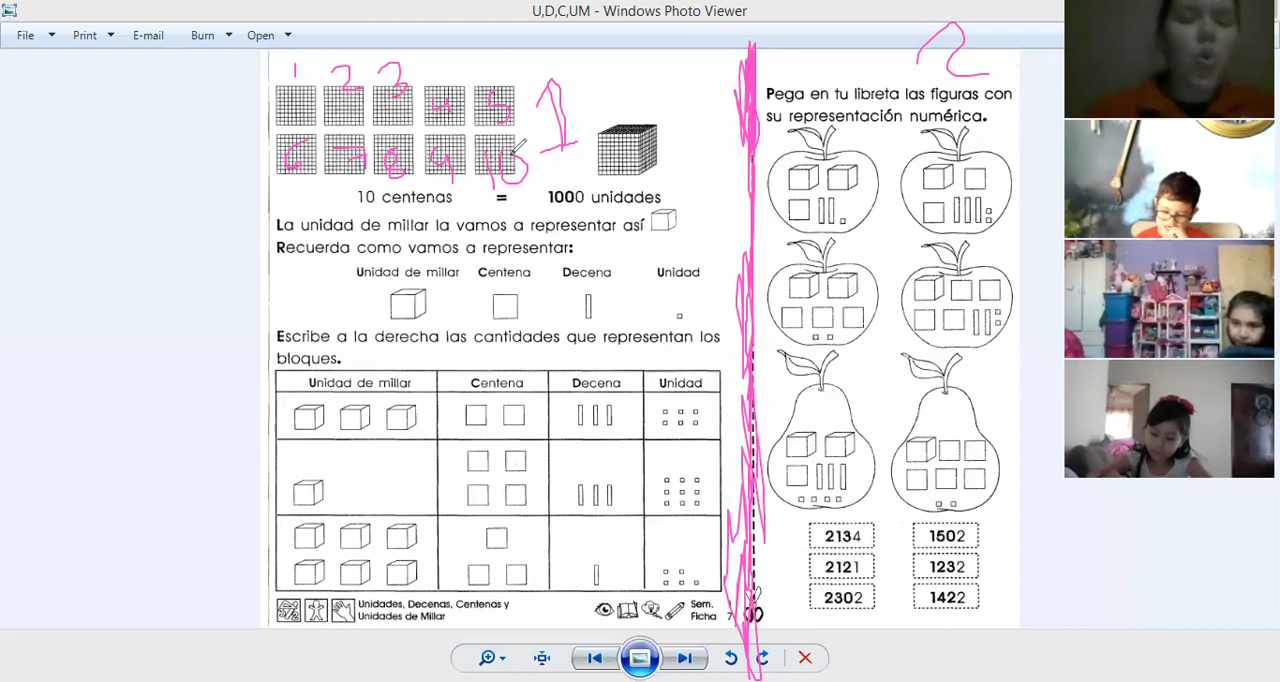 U,D,C,UM - Windows Photo Viewer
File Print E-mail Burn Open
1 2 3 4 5
6 7 8 9 10
1
10 centenas = 1000 unidades
La unidad de millar la vamos a representar así
Recuerda como vamos a representar:
Unidad de millar Centena Decena Unidad
Escribe a la derecha las cantidades que representan los
bloques.
Unidad de millar Centena Decena Unidad
Unidades, Decenas, Centenas y
Unidades de Millar
Sem.
Ficha 7
2
Pega en tu libreta las figuras con
su representación numérica.
2134 1502
2121 1232
2302 1422